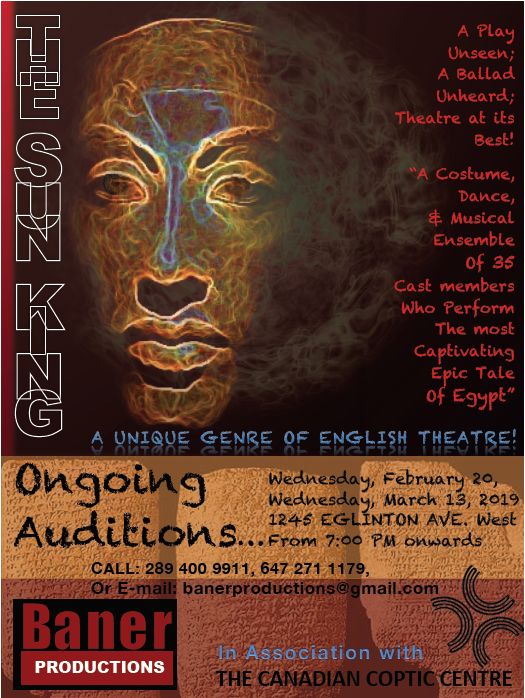 THE SUN KING
A Play
Unseen;
A Ballad
Unheard;
Theatre at its
Best!
“A Costume,
Dance,
& Musical
Ensemble
Of 35
Cast members
Who Perform
The most
Captivating
Epic Tale
Of Egypt”
A UNIQUE GENRE OF ENGLISH THEATRE!
Ongoing
Auditions...
Wednesday, February 20,
Wednesday, March 13, 2019
1245 EGLINTON AVE. West
From 7:00 PM onwards
CALL: 289 400 9911, 647 271 1179,
Or E-mail: banerproductions@gmail.com
Baner
PRODUCTIONS
In Association with
THE CANADIAN COPTIC CENTRE